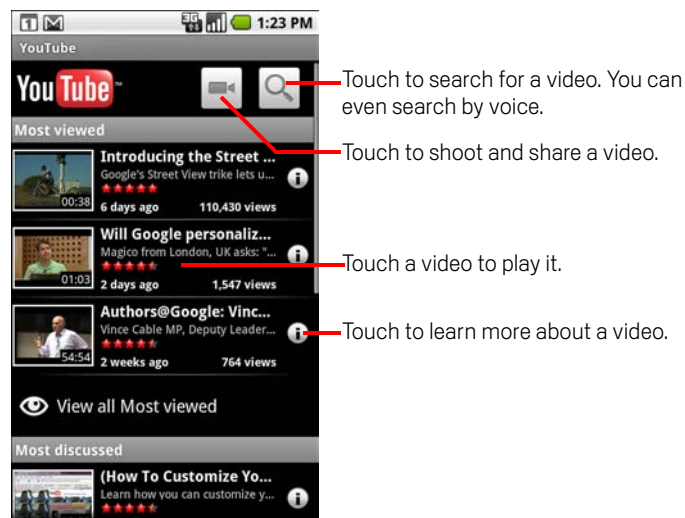 1 3G 1:23 PM
YouTube
YouTube™
Touch to search for a video. You can
even search by voice.
Touch to shoot and share a video.
Most viewed
Introducing the Street ...
Google's Street View trike lets u...
00:38
6 days ago 110,430 views
Will Google personaliz...
Magico from London, UK asks: "...
01:03
2 days ago 1,547 views
Touch a video to play it.
Authors@Google: Vinc...
Vince Cable MP, Deputy Leader...
54:54
2 weeks ago 764 views
Touch to learn more about a video.
View all Most viewed
Most discussed
(How To Customize Yo...
Learn how you can customize y...